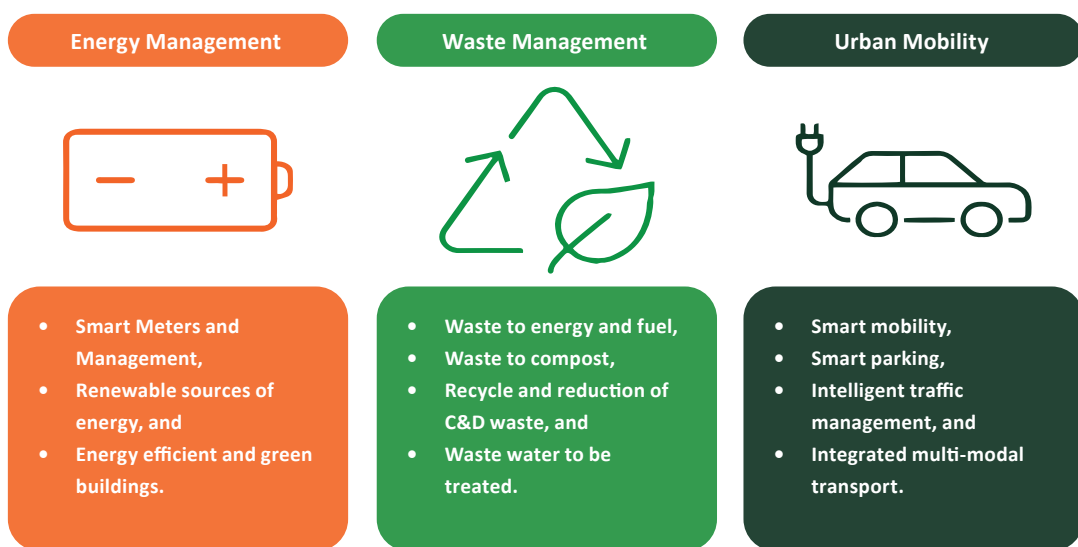 Energy Management
Waste Management
Urban Mobility
• Smart Meters and
Management,
• Renewable sources of
energy, and
• Energy efficient and green
buildings.
• Waste to energy and fuel,
• Waste to compost,
• Recycle and reduction of
C&D waste, and
• Waste water to be
treated.
• Smart mobility,
• Smart parking,
• Intelligent traffic
management, and
• Integrated multi-modal
transport.